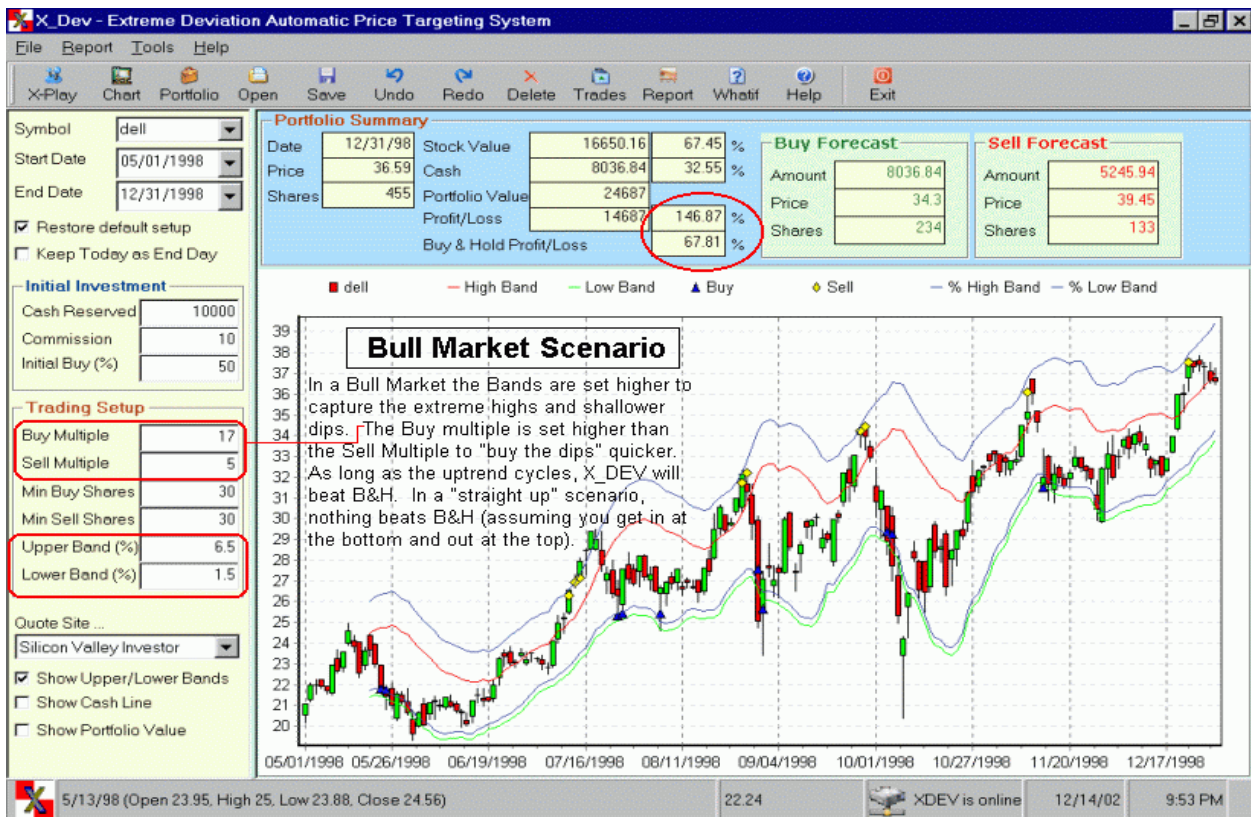 X_Dev - Extreme Deviation Automatic Price Targeting System
File Report Tools Help
X-Play Chart Portfolio Open Save Undo Redo Delete Trades Report Whatif Help Exit
Symbol dell
Start Date 05/01/1998
End Date 12/31/1998
Restore default setup
Keep Today as End Day
Initial Investment
Cash Reserved 10000
Commission 10
Initial Buy (%) 50
Trading Setup
Buy Multiple 17
Sell Multiple 5
Min Buy Shares 30
Min Sell Shares 30
Upper Band (%) 6.5
Lower Band (%) 1.5
Quote Site ...
Silicon Valley Investor
Show Upper/Lower Bands
Show Cash Line
Show Portfolio Value
Portfolio Summary
Date 12/31/98 Stock Value 16650.16 67.45 %
Price 36.59 Cash 8036.84 32.55 %
Shares 455 Portfolio Value 24687
Profit/Loss 14687 146.87 %
Buy & Hold Profit/Loss 67.81 %
Buy Forecast
Amount 8036.84
Price 34.3
Shares 234
Sell Forecast
Amount 5245.94
Price 39.45
Shares 133
dell High Band Low Band Buy Sell % High Band % Low Band
Bull Market Scenario
In a Bull Market the Bands are set higher to
capture the extreme highs and shallower
dips. The Buy multiple is set higher than
the Sell Multiple to "buy the dips" quicker.
As long as the uptrend cycles, X_DEV will
beat B&H. In a "straight up" scenario,
nothing beats B&H (assuming you get in at
the bottom and out at the top).
39
38
37
36
35
34
33
32
31
30
29
28
27
26
25
24
23
22
21
20
05/01/1998 05/26/1998 06/19/1998 07/16/1998 08/11/1998 09/04/1998 10/01/1998 10/27/1998 11/20/1998 12/17/1998
5/13/98 (Open 23.95, High 25, Low 23.88, Close 24.56) 22.24 XDEV is online 12/14/02 9:53 PM